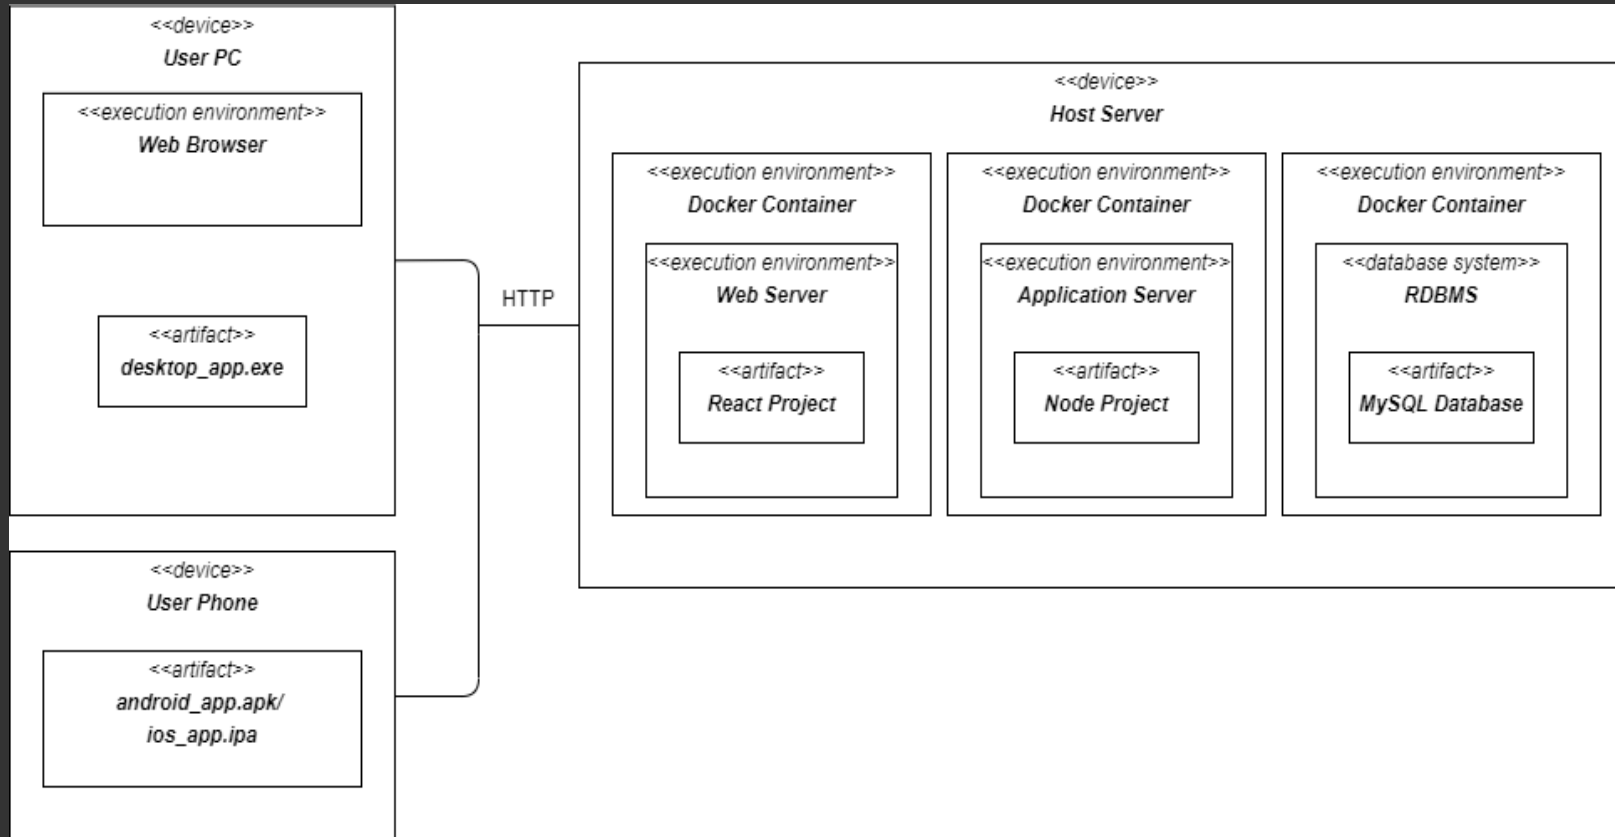 <<device>>
User PC
<<execution environment>>
Web Browser
<<artifact>>
desktop_app.exe
<<device>>
User Phone
<<artifact>>
android_app.apk/
ios_app.ipa
HTTP
<<device>>
Host Server
<<execution environment>>
Docker Container
<<execution environment>>
Web Server
<<artifact>>
React Project
<<execution environment>>
Docker Container
<<execution environment>>
Application Server
<<artifact>>
Node Project
<<execution environment>>
Docker Container
<<database system>>
RDBMS
<<artifact>>
MySQL Database